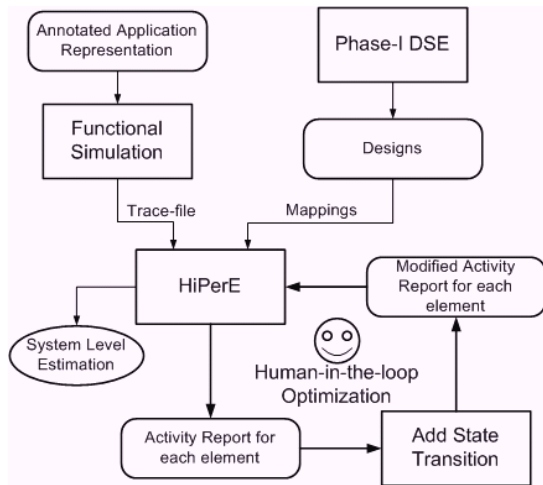 Annotated Application
Representation
Phase-I DSE
Functional
Simulation
Designs
Trace-file
Mappings
HiPerE
Modified Activity
Report for each
element
System Level
Estimation
Human-in-the-loop
Optimization
Activity Report for
each element
Add State
Transition